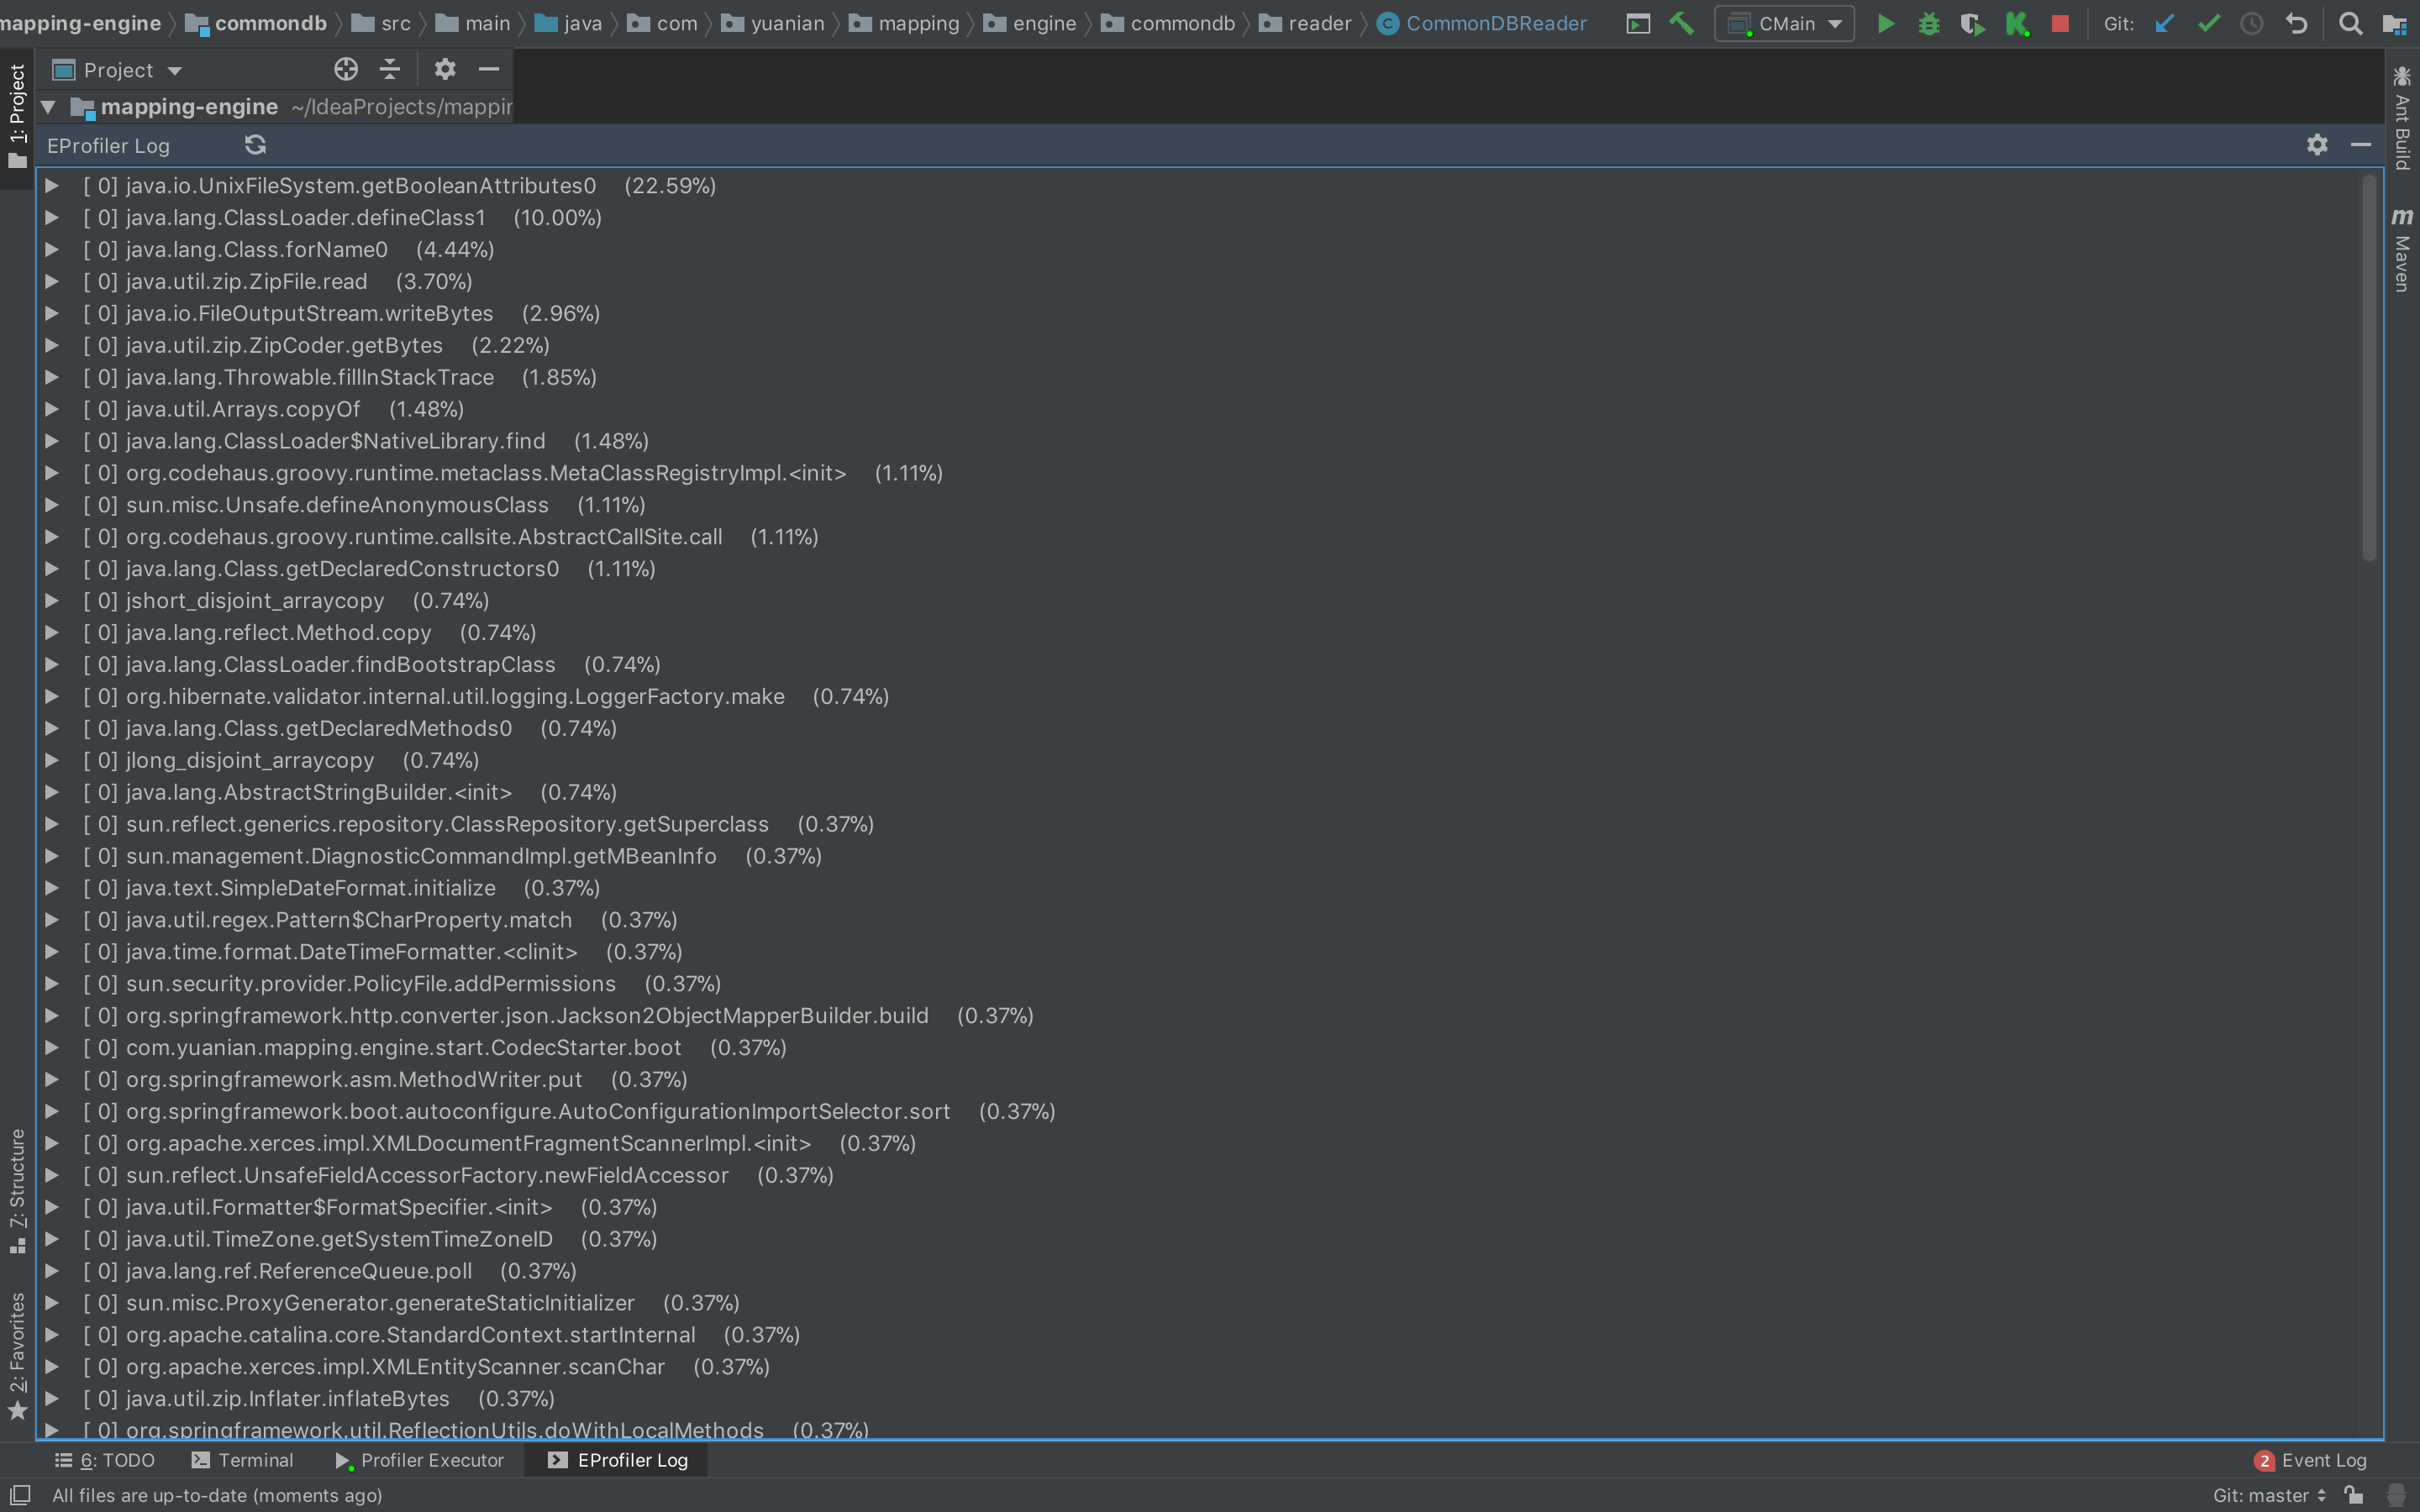 mapping-engine commondb src main java com yuanian mapping engine commondb reader CommonDBReader CMain Git:
Project
mapping-engine ~/IdeaProjects/mappin
EProfiler Log
[ 0] java.io.UnixFileSystem.getBooleanAttributes0 (22.59%)
[ 0] java.lang.ClassLoader.defineClass1 (10.00%)
[ 0] java.lang.Class.forName0 (4.44%)
[ 0] java.util.zip.ZipFile.read (3.70%)
[ 0] java.io.FileOutputStream.writeBytes (2.96%)
[ 0] java.util.zip.ZipCoder.getBytes (2.22%)
[ 0] java.lang.Throwable.fillInStackTrace (1.85%)
[ 0] java.util.Arrays.copyOf (1.48%)
[ 0] java.lang.ClassLoader$NativeLibrary.find (1.48%)
[ 0] org.codehaus.groovy.runtime.metaclass.MetaClassRegistryImpl.<init> (1.11%)
[ 0] sun.misc.Unsafe.defineAnonymousClass (1.11%)
[ 0] org.codehaus.groovy.runtime.callsite.AbstractCallSite.call (1.11%)
[ 0] java.lang.Class.getDeclaredConstructors0 (1.11%)
[ 0] jshort_disjoint_arraycopy (0.74%)
[ 0] java.lang.reflect.Method.copy (0.74%)
[ 0] java.lang.ClassLoader.findBootstrapClass (0.74%)
[ 0] org.hibernate.validator.internal.util.logging.LoggerFactory.make (0.74%)
[ 0] java.lang.Class.getDeclaredMethods0 (0.74%)
[ 0] jlong_disjoint_arraycopy (0.74%)
[ 0] java.lang.AbstractStringBuilder.<init> (0.74%)
[ 0] sun.reflect.generics.repository.ClassRepository.getSuperclass (0.37%)
[ 0] sun.management.DiagnosticCommandImpl.getMBeanInfo (0.37%)
[ 0] java.text.SimpleDateFormat.initialize (0.37%)
[ 0] java.util.regex.Pattern$CharProperty.match (0.37%)
[ 0] java.time.format.DateTimeFormatter.<clinit> (0.37%)
[ 0] sun.security.provider.PolicyFile.addPermissions (0.37%)
[ 0] org.springframework.http.converter.json.Jackson2ObjectMapperBuilder.build (0.37%)
[ 0] com.yuanian.mapping.engine.start.CodecStarter.boot (0.37%)
[ 0] org.springframework.asm.MethodWriter.put (0.37%)
[ 0] org.springframework.boot.autoconfigure.AutoConfigurationImportSelector.sort (0.37%)
[ 0] org.apache.xerces.impl.XMLDocumentFragmentScannerImpl.<init> (0.37%)
[ 0] sun.reflect.UnsafeFieldAccessorFactory.newFieldAccessor (0.37%)
[ 0] java.util.Formatter$FormatSpecifier.<init> (0.37%)
[ 0] java.util.TimeZone.getSystemTimeZoneID (0.37%)
[ 0] java.lang.ref.ReferenceQueue.poll (0.37%)
[ 0] sun.misc.ProxyGenerator.generateStaticInitializer (0.37%)
[ 0] org.apache.catalina.core.StandardContext.startInternal (0.37%)
[ 0] org.apache.xerces.impl.XMLEntityScanner.scanChar (0.37%)
[ 0] java.util.zip.Inflater.inflateBytes (0.37%)
[ 0] org.springframework.util.ReflectionUtils.doWithLocalMethods (0.37%)
1: Project
7: Structure
2: Favorites
Ant Build
m Maven
6: TODO Terminal Profiler Executor EProfiler Log 2 Event Log
All files are up-to-date (moments ago) Git: master